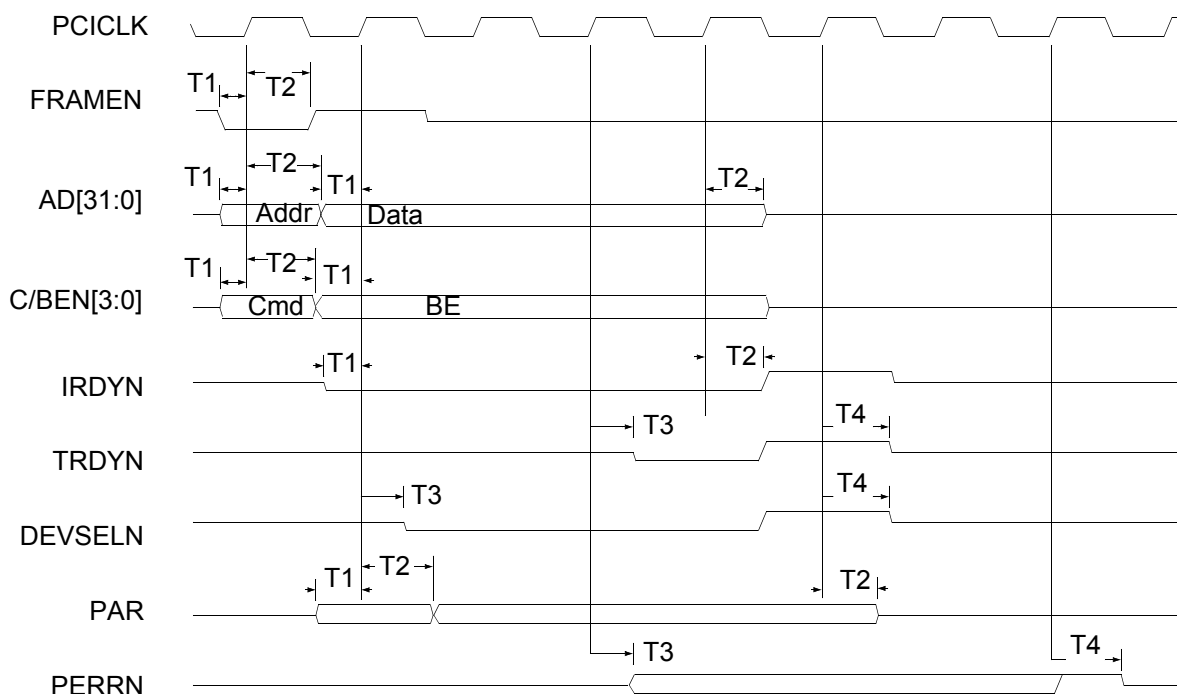 PCICLK
T1 T2
FRAMEN
T1 T2 T1 T2
AD[31:0]
Addr Data
T1 T2 T1
C/BEN[3:0]
Cmd BE
T1 T2
IRDYN
T3 T4
TRDYN
T3 T4
DEVSELN
T1 T2 T2
PAR
T3 T4
PERRN